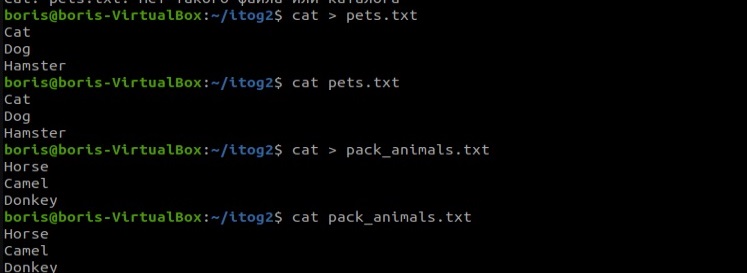 cat: pets.txt: Нет такого файла или каталога
boris@boris-VirtualBox:~/itog2$ cat > pets.txt
Cat
Dog
Hamster
boris@boris-VirtualBox:~/itog2$ cat pets.txt
Cat
Dog
Hamster
boris@boris-VirtualBox:~/itog2$ cat > pack_animals.txt
Horse
Camel
Donkey
boris@boris-VirtualBox:~/itog2$ cat pack_animals.txt
Horse
Camel
Donkey